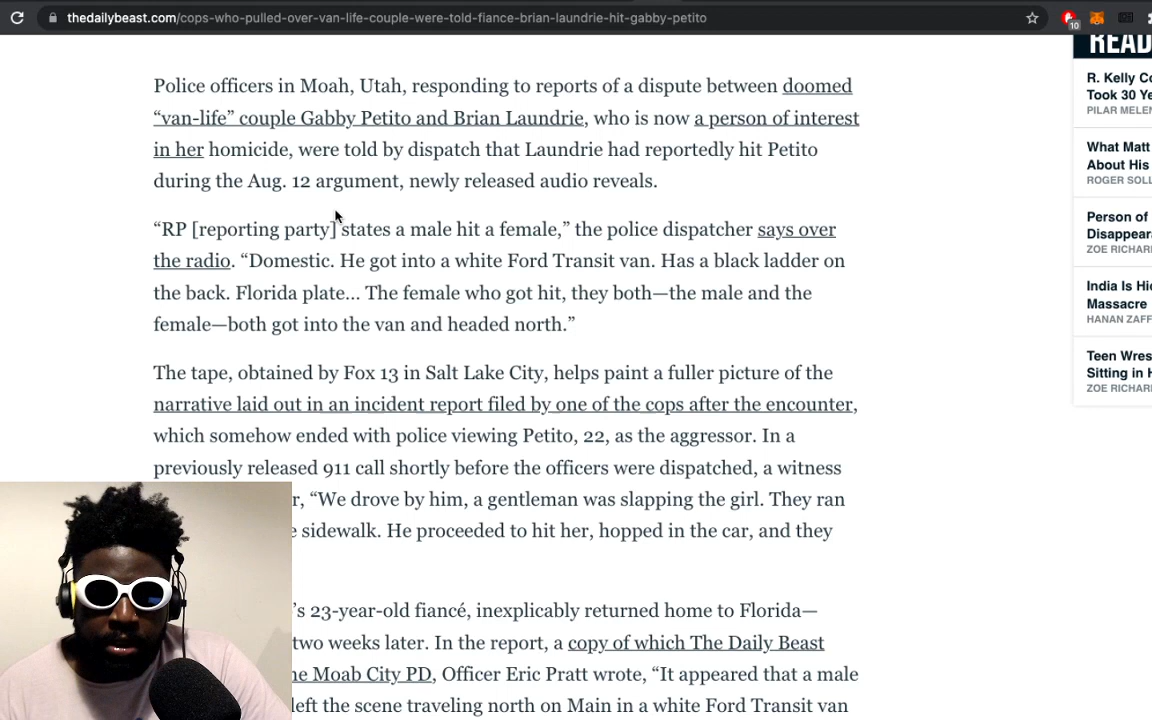 thedailybeast.com/cops-who-pulled-over-van-life-couple-were-told-fiance-brian-laundrie-hit-gabby-petito
10
Police officers in Moah, Utah, responding to reports of a dispute between doomed
“van-life” couple Gabby Petito and Brian Laundrie, who is now a person of interest
in her homicide, were told by dispatch that Laundrie had reportedly hit Petito
during the Aug. 12 argument, newly released audio reveals.
“RP [reporting party] states a male hit a female,” the police dispatcher says over
the radio. “Domestic. He got into a white Ford Transit van. Has a black ladder on
the back. Florida plate... The female who got hit, they both—the male and the
female—both got into the van and headed north.”
The tape, obtained by Fox 13 in Salt Lake City, helps paint a fuller picture of the
narrative laid out in an incident report filed by one of the cops after the encounter,
which somehow ended with police viewing Petito, 22, as the aggressor. In a
previously released 911 call shortly before the officers were dispatched, a witness
r, “We drove by him, a gentleman was slapping the girl. They ran
e sidewalk. He proceeded to hit her, hopped in the car, and they
’s 23-year-old fiancé, inexplicably returned home to Florida—
two weeks later. In the report, a copy of which The Daily Beast
ne Moab City PD, Officer Eric Pratt wrote, “It appeared that a male
left the scene traveling north on Main in a white Ford Transit van
READ
R. Kelly Co
Took 30 Ye
PILAR MELEN
What Matt
About His
ROGER SOLL
Person of
Disappear
ZOE RICHAR
India Is Hi
Massacre
HANAN ZAFF
Teen Wres
Sitting in H
ZOE RICHAR